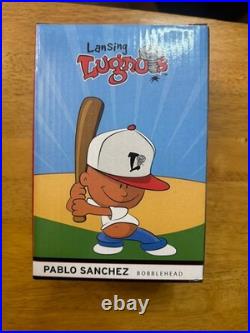 Lansing
Lugnuts
L
PABLO SANCHEZ BOBBLEHEAD